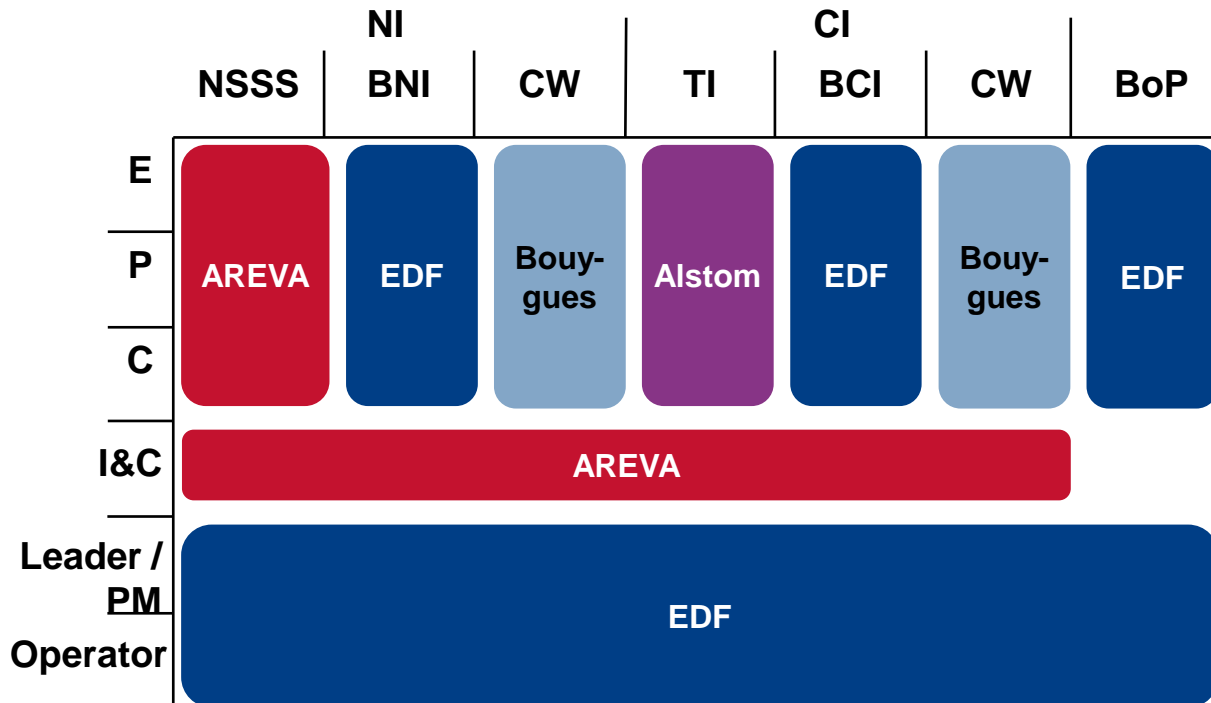 NI CI
NSSS BNI CW TI BCI CW BoP
E
P
C
AREVA EDF Bouy- Alstom EDF Bouy- EDF
gues gues
I&C AREVA
Leader /
PM
EDF
Operator